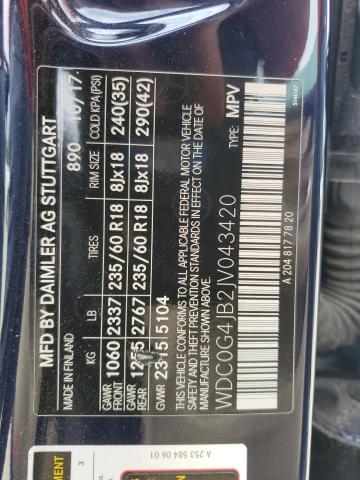 MFD BY DAIMLER AG STUTTGART
MADE IN FINLAND 890 10/17
KG LB TIRES RIM SIZE COLD KPA (PSI)
GAWR FRONT 1060 2337 235/60 R18 8Jx18 240(35)
GAWR REAR 1255 2767 235/60 R18 8Jx18 290(42)
GVWR 2315 5104
THIS VEHICLE CONFORMS TO ALL APPLICABLE FEDERAL MOTOR VEHICLE
SAFETY AND THEFT PREVENTION STANDARDS IN EFFECT ON THE DATE OF
MANUFACTURE SHOWN ABOVE.
WDC0G4JB2JV043420 TYPE: MPV
A 204 817 78 20
A 253 584 06 01
3